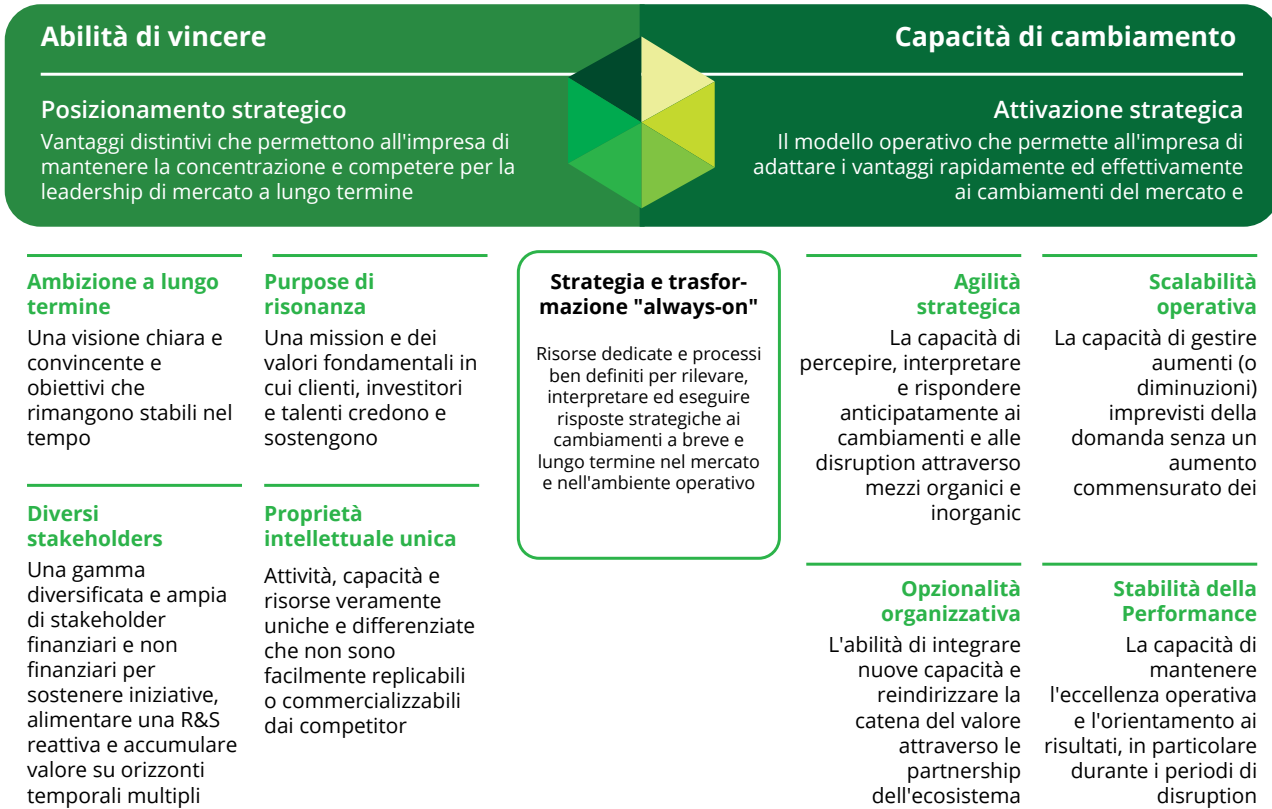 Abilità di vincere
Capacità di cambiamento
Posizionamento strategico
Vantaggi distintivi che permettono all'impresa di
mantenere la concentrazione e competere per la
leadership di mercato a lungo termine
Attivazione strategica
Il modello operativo che permette all'impresa di
adattare i vantaggi rapidamente ed effettivamente
ai cambiamenti del mercato e
Ambizione a lungo
termine
Una visione chiara e
convincente e
obiettivi che
rimangono stabili nel
tempo
Purpose di
risonanza
Una mission e dei
valori fondamentali in
cui clienti, investitori
e talenti credono e
sostengono
Diversi
stakeholders
Una gamma
diversificata e ampia
di stakeholder
finanziari e non
finanziari per
sostenere iniziative,
alimentare una R&S
reattiva e accumulare
valore su orizzonti
temporali multipli
Proprietà
intellettuale unica
Attività, capacità e
risorse veramente
uniche e differenziate
che non sono
facilmente replicabili
o commercializzabili
dai competitor
Strategia e trasfor-
mazione "always-on"
Risorse dedicate e processi
ben definiti per rilevare,
interpretare ed eseguire
risposte strategiche ai
cambiamenti a breve e
lungo termine nel mercato
e nell'ambiente operativo
Agilità
strategica
La capacità di
percepire, interpretare
e rispondere
anticipatamente ai
cambiamenti e alle
disruption attraverso
mezzi organici e
inorganic
Scalabilità
operativa
La capacità di gestire
aumenti (o
diminuzioni)
imprevisti della
domanda senza un
aumento
commensurato dei
Opzionalità
organizzativa
L'abilità di integrare
nuove capacità e
reindirizzare la
catena del valore
attraverso le
partnership
dell'ecosistema
Stabilità della
Performance
La capacità di
mantenere
l'eccellenza operativa
e l'orientamento ai
risultati, in particolare
durante i periodi di
disruption